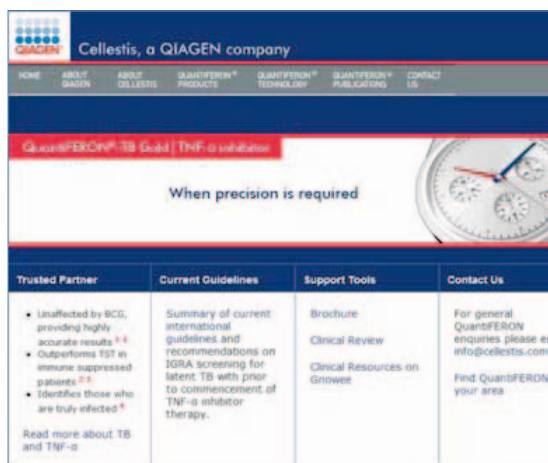 QIAGEN
Cellestis, a QIAGEN company
HOME
ABOUT
QIAGEN
ABOUT
CELLESTIS
QUANTIFERON®
PRODUCTS
QUANTIFERON®
TECHNOLOGY
QUANTIFERON®
PUBLICATIONS
CONTACT
US
QuantiFERON®-TB Gold | TNF-α inhibitor
When precision is required
Trusted Partner
• Unaffected by BCG,
providing highly
accurate results
• Outperforms TST in
immune suppressed
patients
• Identifies those who
are truly infected
Read more about TB
and TNF-α
Current Guidelines
Summary of current
international
guidelines and
recommendations on
IGRA screening for
latent TB with prior
to commencement of
TNF-α inhibitor
therapy.
Support Tools
Brochure
Clinical Review
Clinical Resources on
Gnowee
Contact Us
For general
QuantiFERON
enquiries please
info@cellestis.com
Find QuantiFERON
your area